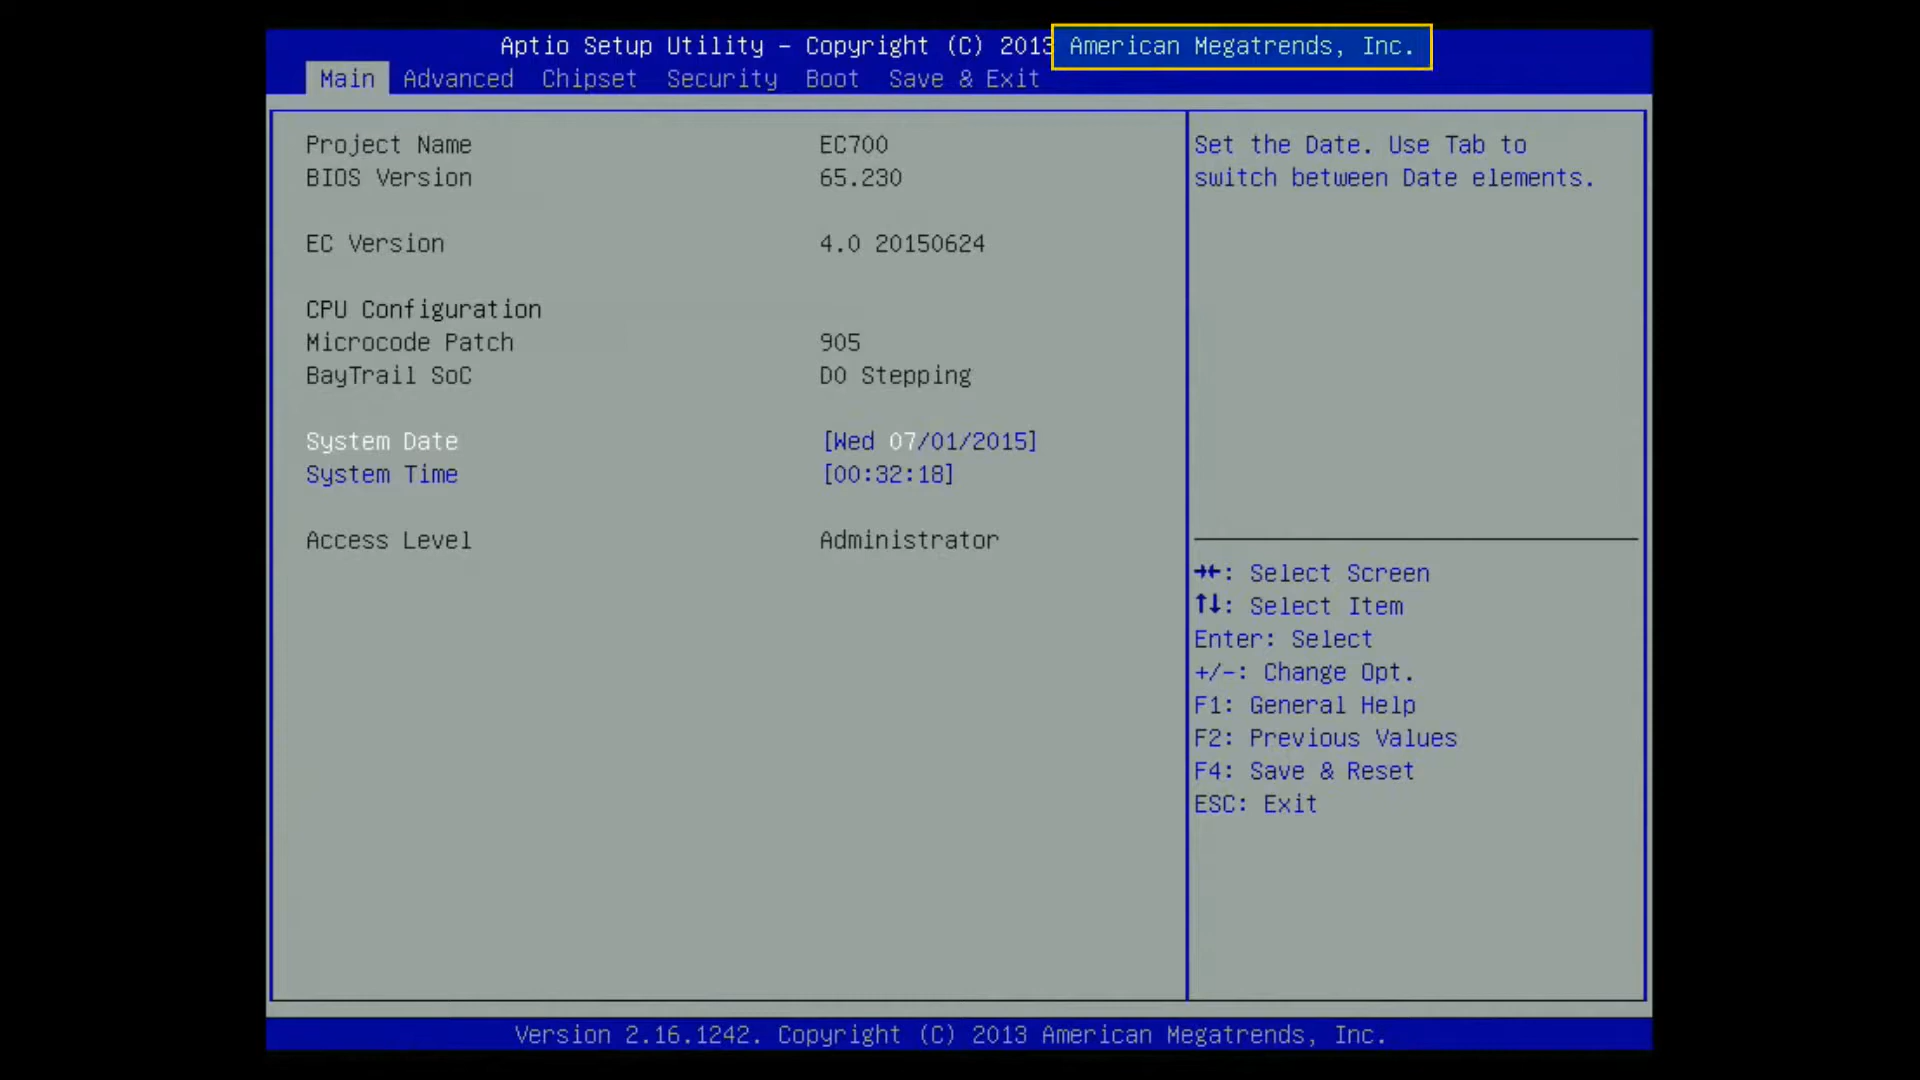 Aptio Setup Utility – Copyright (C) 2013 American Megatrends, Inc.
Main Advanced Chipset Security Boot Save & Exit
Project Name EC700
BIOS Version 65.230
EC Version 4.0 20150624
CPU Configuration
Microcode Patch 905
BayTrail SoC D0 Stepping
System Date [Wed 07/01/2015]
System Time [00:32:18]
Access Level Administrator
Set the Date. Use Tab to
switch between Date elements.
→←: Select Screen
↑↓: Select Item
Enter: Select
+/-: Change Opt.
F1: General Help
F2: Previous Values
F4: Save & Reset
ESC: Exit
Version 2.16.1242. Copyright (C) 2013 American Megatrends, Inc.